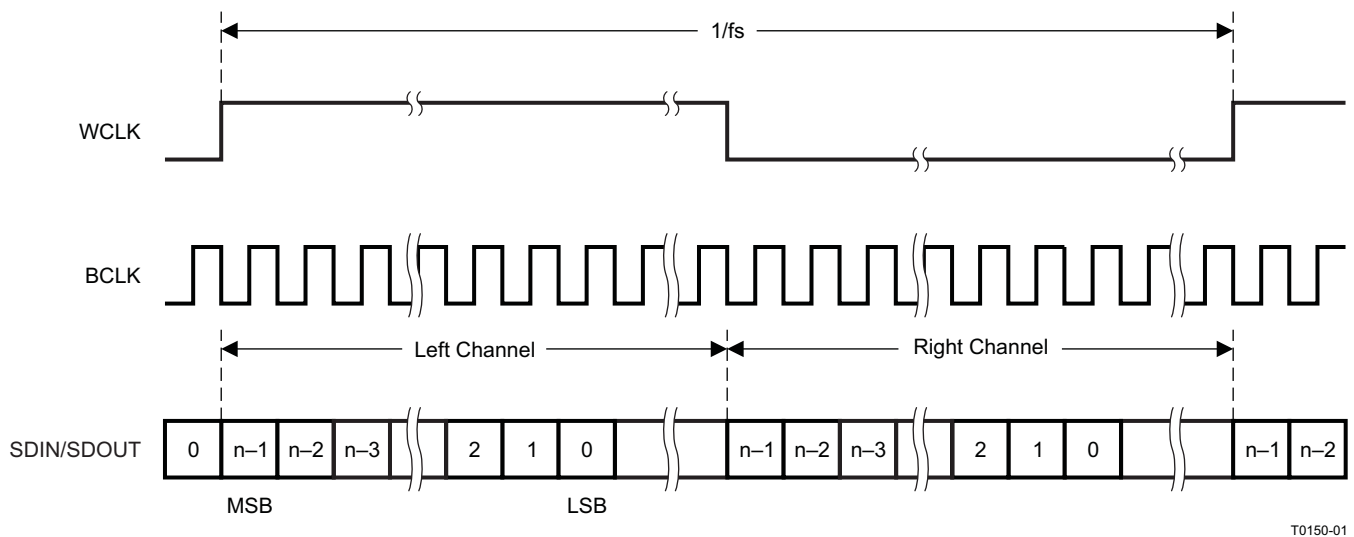 1/fs
WCLK
BCLK
Left Channel
Right Channel
SDIN/SDOUT 0 n–1 n–2 n–3 2 1 0 n–1 n–2 n–3 2 1 0 n–1 n–2
MSB LSB
T0150-01